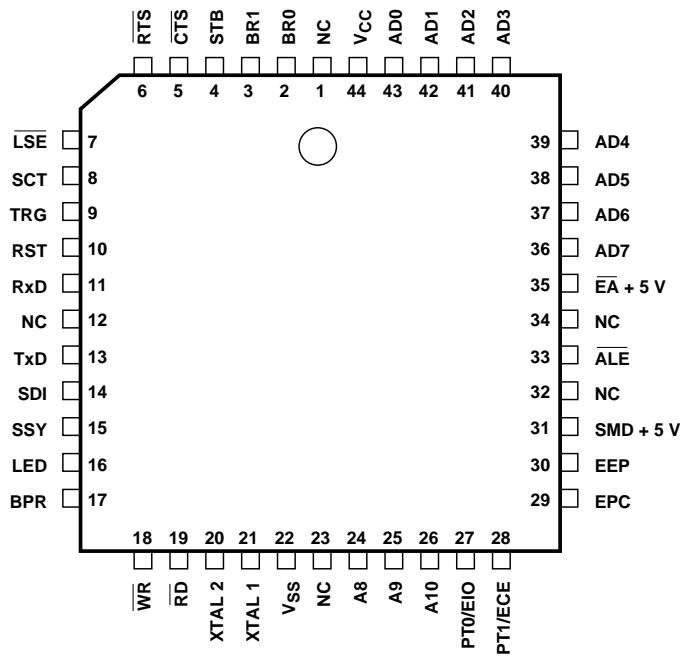 RTS CTS STB BR1 BR0 NC VCC AD0 AD1 AD2 AD3
6 5 4 3 2 1 44 43 42 41 40
LSE 7 39 AD4
SCT 8 38 AD5
TRG 9 37 AD6
RST 10 36 AD7
RxD 11 35 EA + 5 V
NC 12 34 NC
TxD 13 33 ALE
SDI 14 32 NC
SSY 15 31 SMD + 5 V
LED 16 30 EEP
BPR 17 29 EPC
18 19 20 21 22 23 24 25 26 27 28
WR RD XTAL 2 XTAL 1 VSS NC A8 A9 A10 PT0/EIO PT1/ECE